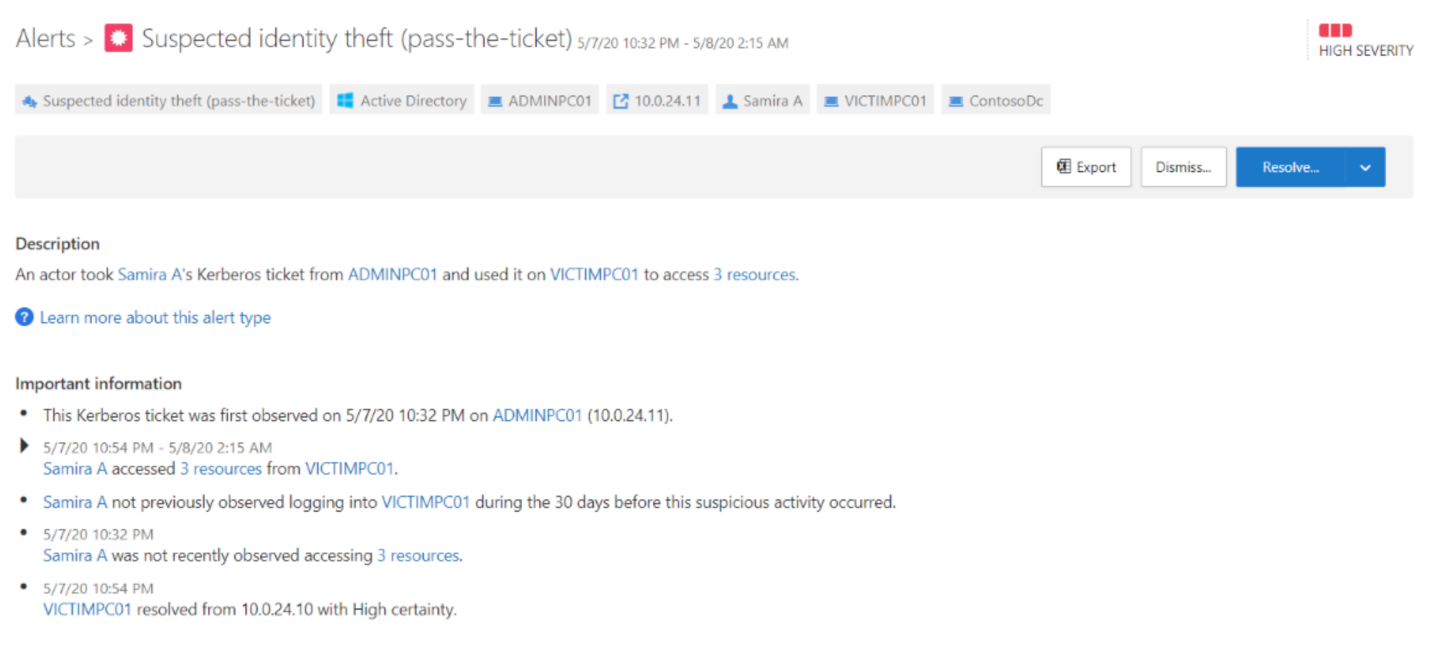 Alerts > Suspected identity theft (pass-the-ticket) 5/7/20 10:32 PM - 5/8/20 2:15 AM
HIGH SEVERITY
Suspected identity theft (pass-the-ticket) Active Directory ADMINPC01 10.0.24.11 Samira A VICTIMPC01 ContosoDc
Export Dismiss... Resolve...
Description
An actor took Samira A's Kerberos ticket from ADMINPC01 and used it on VICTIMPC01 to access 3 resources.
? Learn more about this alert type
Important information
• This Kerberos ticket was first observed on 5/7/20 10:32 PM on ADMINPC01 (10.0.24.11).
5/7/20 10:54 PM - 5/8/20 2:15 AM
Samira A accessed 3 resources from VICTIMPC01.
• Samira A not previously observed logging into VICTIMPC01 during the 30 days before this suspicious activity occurred.
• 5/7/20 10:32 PM
Samira A was not recently observed accessing 3 resources.
• 5/7/20 10:54 PM
VICTIMPC01 resolved from 10.0.24.10 with High certainty.